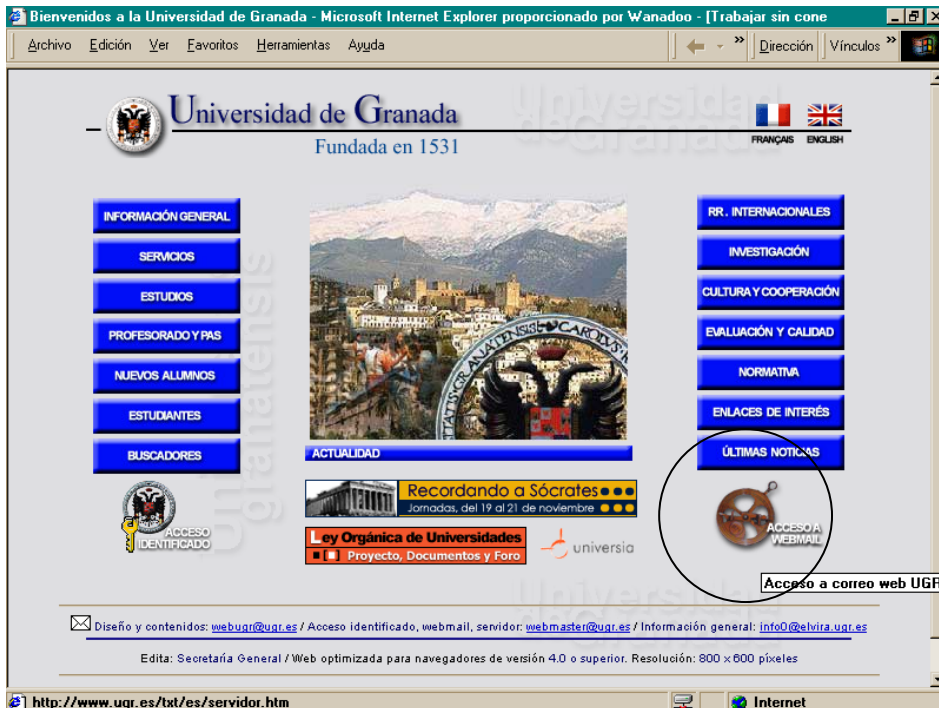 Bienvenidos a la Universidad de Granada - Microsoft Internet Explorer proporcionado por Wanadoo - [Trabajar sin cone
Archivo Edición Ver Favoritos Herramientas Ayuda » Dirección Vínculos »
Universidad de Granada
Fundada en 1531
Universidad
de Granada
FRANÇAIS ENGLISH
INFORMACIÓN GENERAL
SERVICIOS
ESTUDIOS
PROFESORADO Y PAS
NUEVOS ALUMNOS
ESTUDIANTES
BUSCADORES
ACCESO
IDENTIFICADO
ACTUALIDAD
Recordando a Sócrates
Jornadas, del 19 al 21 de noviembre
Ley Orgánica de Universidades
Proyecto, Documentos y Foro
universia
RR. INTERNACIONALES
INVESTIGACIÓN
CULTURA Y COOPERACIÓN
EVALUACIÓN Y CALIDAD
NORMATIVA
ENLACES DE INTERÉS
ÚLTIMAS NOTICIAS
ACCESO A
WEBMAIL
Acceso a correo web UGR
Diseño y contenidos: webugr@ugr.es / Acceso identificado, webmail, servidor: webmaster@ugr.es / Información general: info0@elvira.ugr.es
Edita: Secretaría General / Web optimizada para navegadores de versión 4.0 o superior. Resolución: 800 x 600 píxeles
http://www.ugr.es/txt/es/servidor.htm Internet